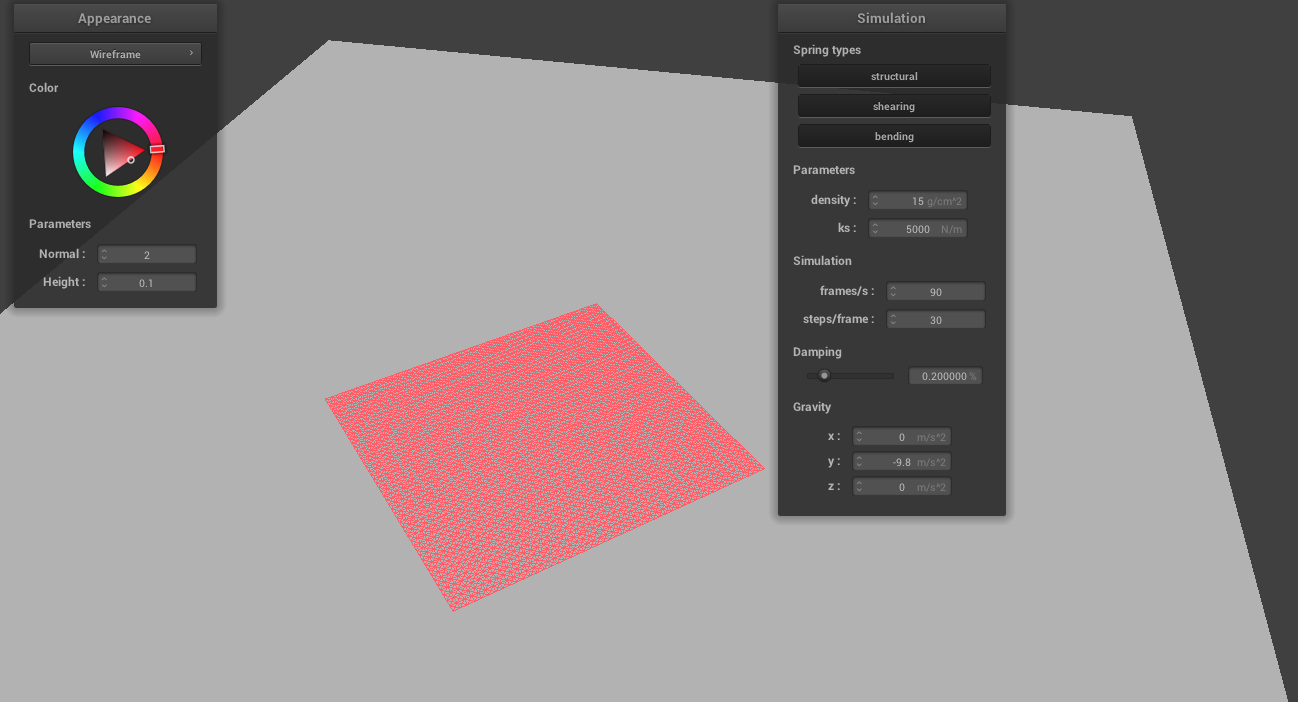 Appearance
Wireframe
Color
Parameters
Normal : 2
Height : 0.1
Simulation
Spring types
structural
shearing
bending
Parameters
density : 15 g/cm^2
ks : 5000 N/m
Simulation
frames/s : 90
steps/frame : 30
Damping
0.200000 %
Gravity
x : 0 m/s^2
y : -9.8 m/s^2
z : 0 m/s^2